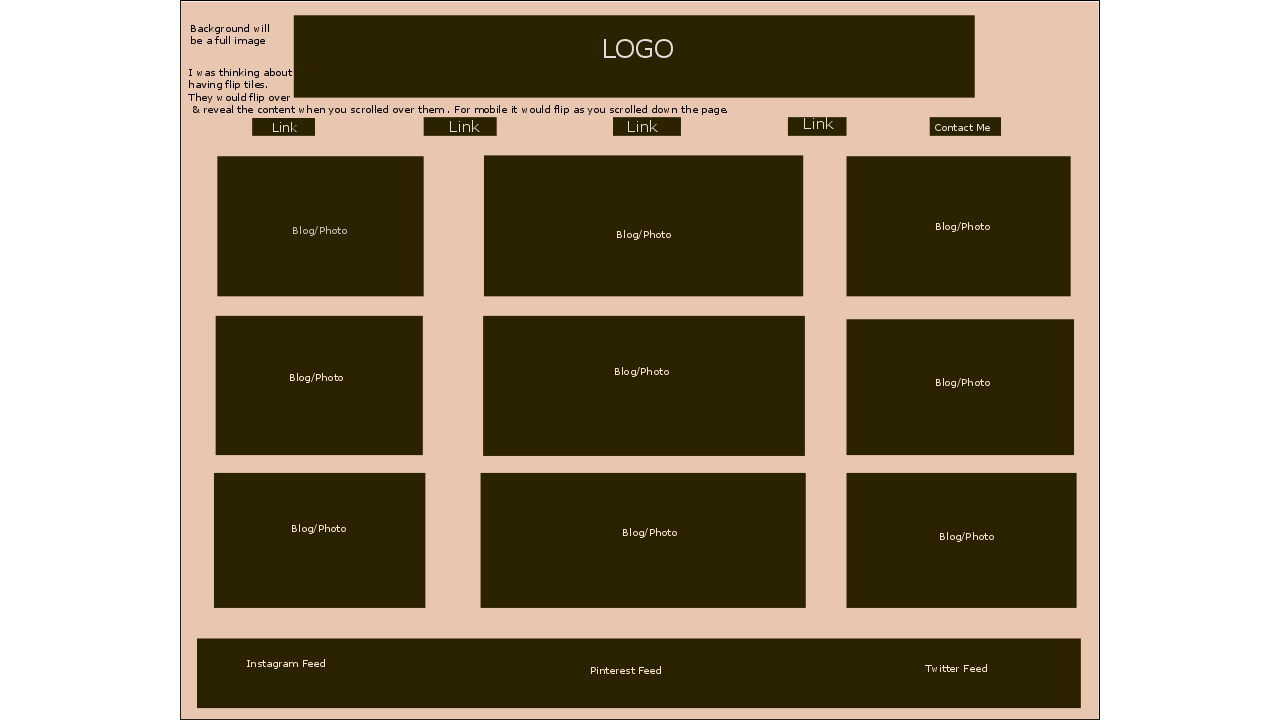 Background will
be a full image
LOGO
I was thinking about
having flip tiles.
They would flip over
& reveal the content when you scrolled over them. For mobile it would flip as you scrolled down the page.
Link Link Link Link Contact Me
Blog/Photo Blog/Photo Blog/Photo
Blog/Photo Blog/Photo Blog/Photo
Blog/Photo Blog/Photo Blog/Photo
Instagram Feed Pinterest Feed Twitter Feed